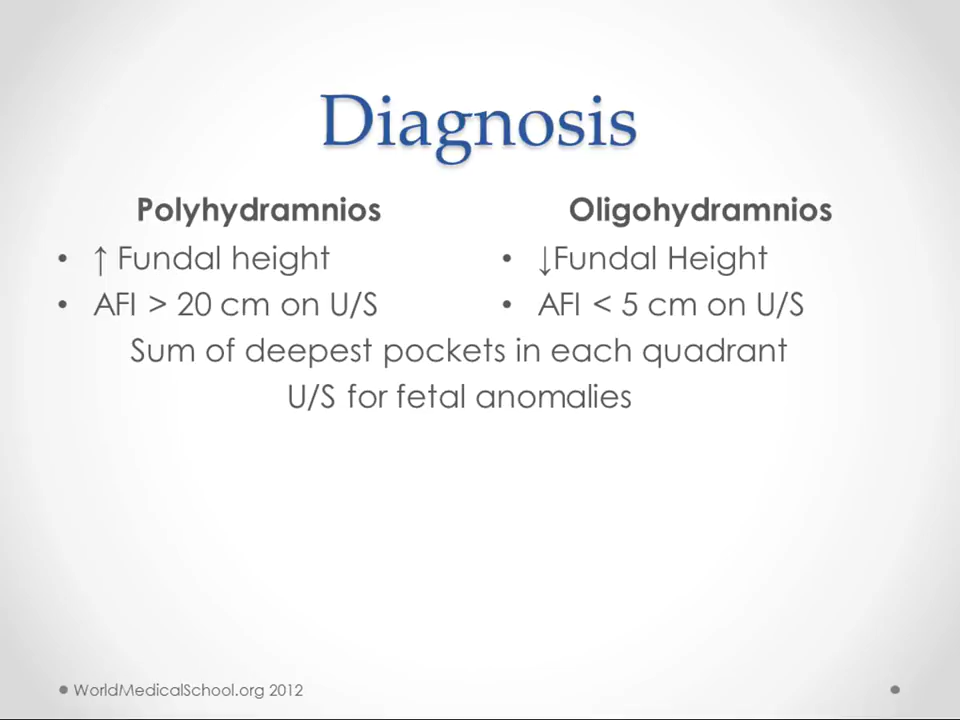 Diagnosis
Polyhydramnios
• ↑ Fundal height
• AFI > 20 cm on U/S
Oligohydramnios
• ↓Fundal Height
• AFI < 5 cm on U/S
Sum of deepest pockets in each quadrant
U/S for fetal anomalies
WorldMedicalSchool.org 2012